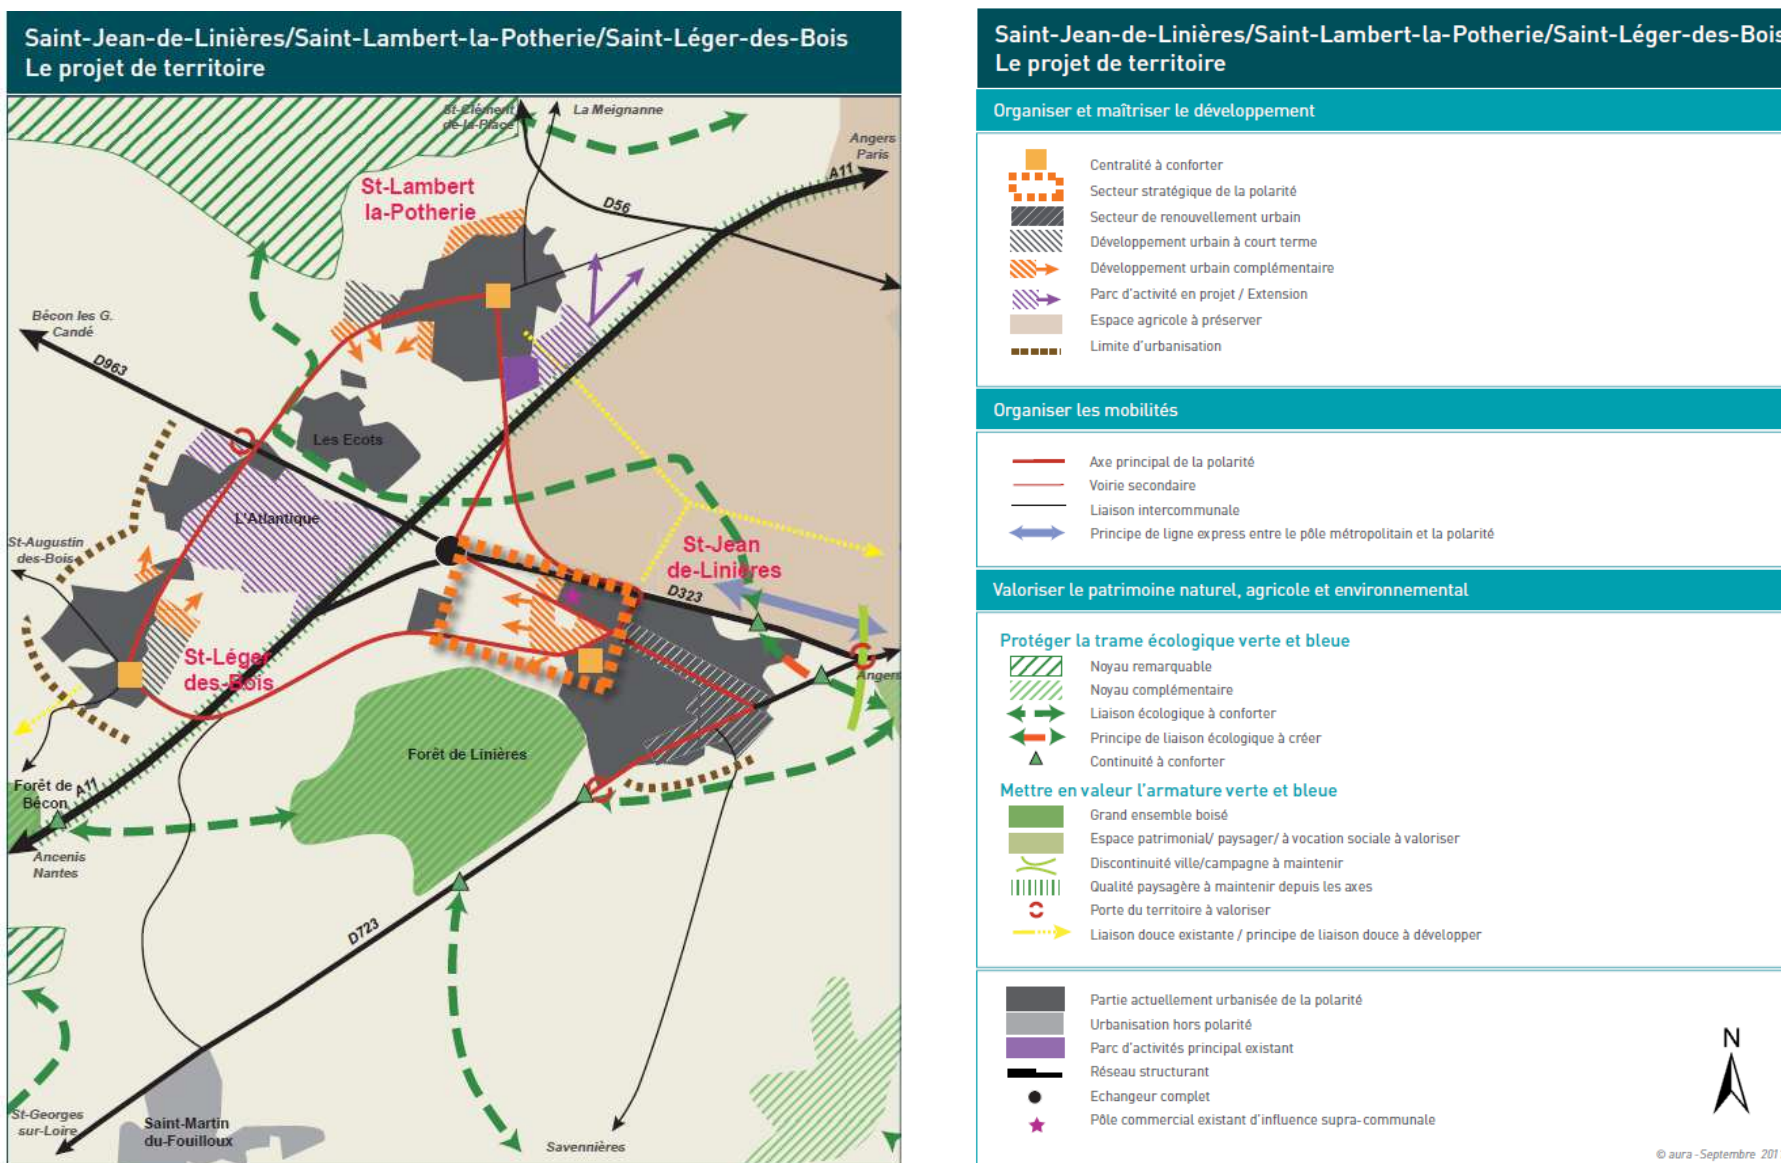 Saint-Jean-de-Linières/Saint-Lambert-la-Potherie/Saint-Léger-des-Bois
Le projet de territoire
St-Clément
de-la-Place
La Meignanne
Angers
Paris
A11
St-Lambert
la-Potherie
D56
Bécon les G.
Candé
D963
Les Ecots
L'Atlantique
St-Augustin
des-Bois
St-Jean
de-Linières
D323
St-Léger
des-Bois
Angers
Forêt de Linières
Forêt de
Bécon
A11
Ancenis
Nantes
D723
St-Georges
sur-Loire
Saint-Martin
du-Fouilloux
Savennières
Saint-Jean-de-Linières/Saint-Lambert-la-Potherie/Saint-Léger-des-Bois
Le projet de territoire
Organiser et maîtriser le développement
Centralité à conforter
Secteur stratégique de la polarité
Secteur de renouvellement urbain
Développement urbain à court terme
Développement urbain complémentaire
Parc d'activité en projet / Extension
Espace agricole à préserver
Limite d'urbanisation
Organiser les mobilités
Axe principal de la polarité
Voirie secondaire
Liaison intercommunale
Principe de ligne express entre le pôle métropolitain et la polarité
Valoriser le patrimoine naturel, agricole et environnemental
Protéger la trame écologique verte et bleue
Noyau remarquable
Noyau complémentaire
Liaison écologique à conforter
Principe de liaison écologique à créer
Continuité à conforter
Mettre en valeur l'armature verte et bleue
Grand ensemble boisé
Espace patrimonial/ paysager/ à vocation sociale à valoriser
Discontinuité ville/campagne à maintenir
Qualité paysagère à maintenir depuis les axes
Porte du territoire à valoriser
Liaison douce existante / principe de liaison douce à développer
Partie actuellement urbanisée de la polarité
Urbanisation hors polarité
Parc d'activités principal existant
Réseau structurant
Echangeur complet
Pôle commercial existant d'influence supra-communale
N
© aura - Septembre 201